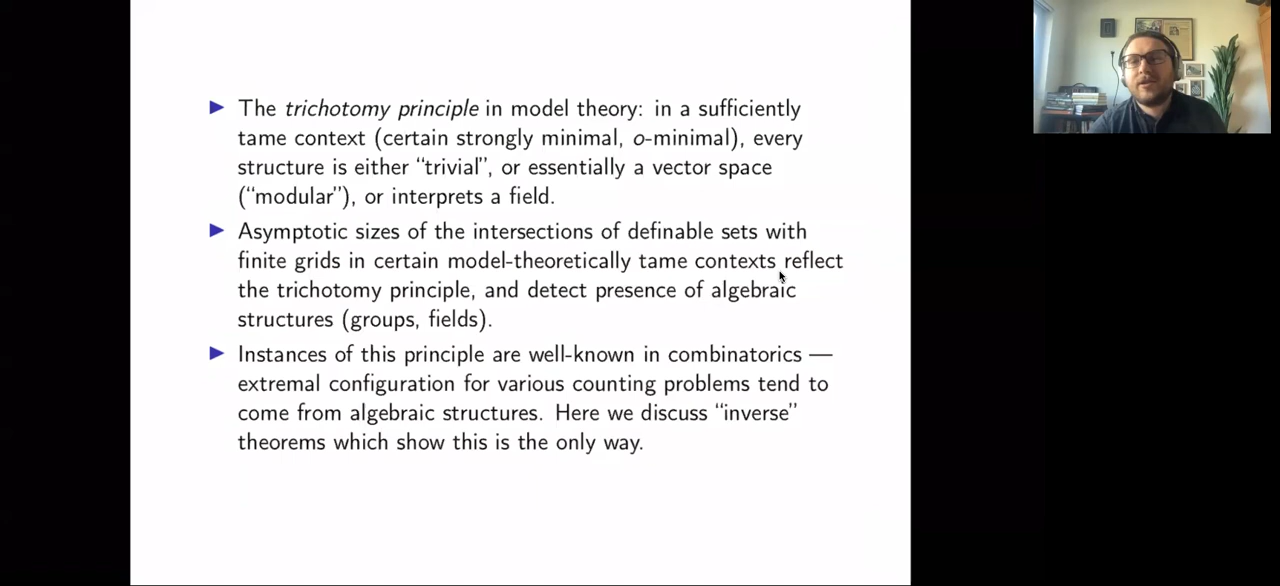 ▶ The trichotomy principle in model theory: in a sufficiently
tame context (certain strongly minimal, o-minimal), every
structure is either “trivial”, or essentially a vector space
(“modular”), or interprets a field.
▶ Asymptotic sizes of the intersections of definable sets with
finite grids in certain model-theoretically tame contexts reflect
the trichotomy principle, and detect presence of algebraic
structures (groups, fields).
▶ Instances of this principle are well-known in combinatorics —
extremal configuration for various counting problems tend to
come from algebraic structures. Here we discuss “inverse”
theorems which show this is the only way.